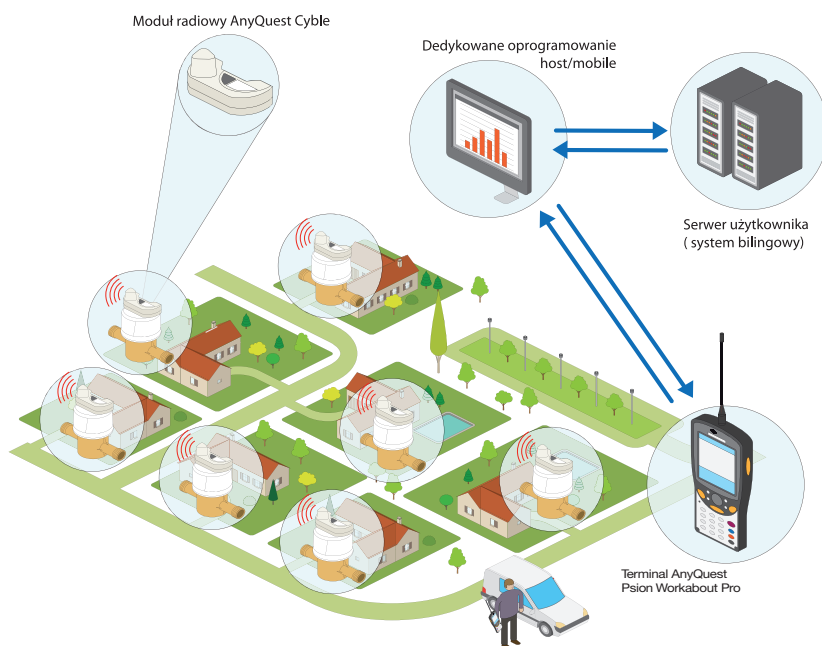 Moduł radiowy AnyQuest Cyble
Dedykowane oprogramowanie
host/mobile
Serwer użytkownika
( system bilingowy)
Terminal AnyQuest
Psion Workabout Pro